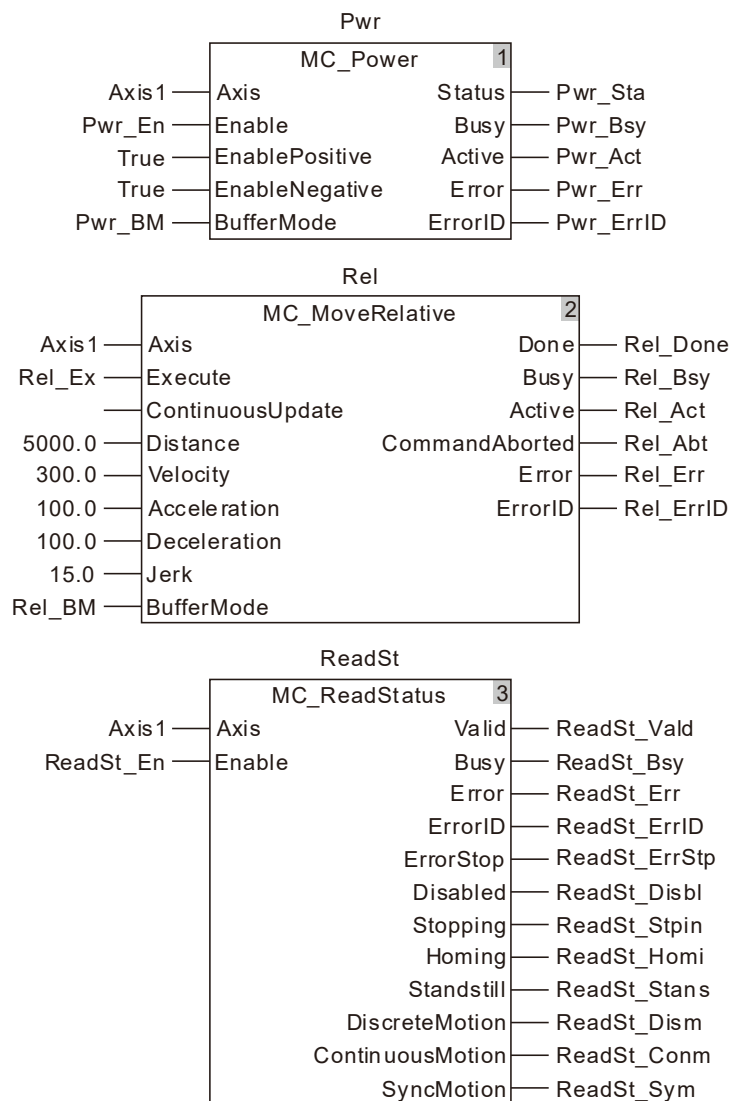 Pwr
MC_Power 1
Axis1 Axis Status Pwr_Sta
Pwr_En Enable Busy Pwr_Bsy
True EnablePositive Active Pwr_Act
True EnableNegative Error Pwr_Err
Pwr_BM BufferMode ErrorID Pwr_ErrID
Rel
MC_MoveRelative 2
Axis1 Axis Done Rel_Done
Rel_Ex Execute Busy Rel_Bsy
ContinuousUpdate Active Rel_Act
5000.0 Distance CommandAborted Rel_Abt
300.0 Velocity Error Rel_Err
100.0 Acceleration ErrorID Rel_ErrID
100.0 Deceleration
15.0 Jerk
Rel_BM BufferMode
ReadSt
MC_ReadStatus 3
Axis1 Axis Valid ReadSt_Vald
ReadSt_En Enable Busy ReadSt_Bsy
Error ReadSt_Err
ErrorID ReadSt_ErrID
ErrorStop ReadSt_ErrStp
Disabled ReadSt_Disbl
Stopping ReadSt_Stpin
Homing ReadSt_Homi
Standstill ReadSt_Stans
DiscreteMotion ReadSt_Dism
ContinuousMotion ReadSt_Conm
SyncMotion ReadSt_Sym